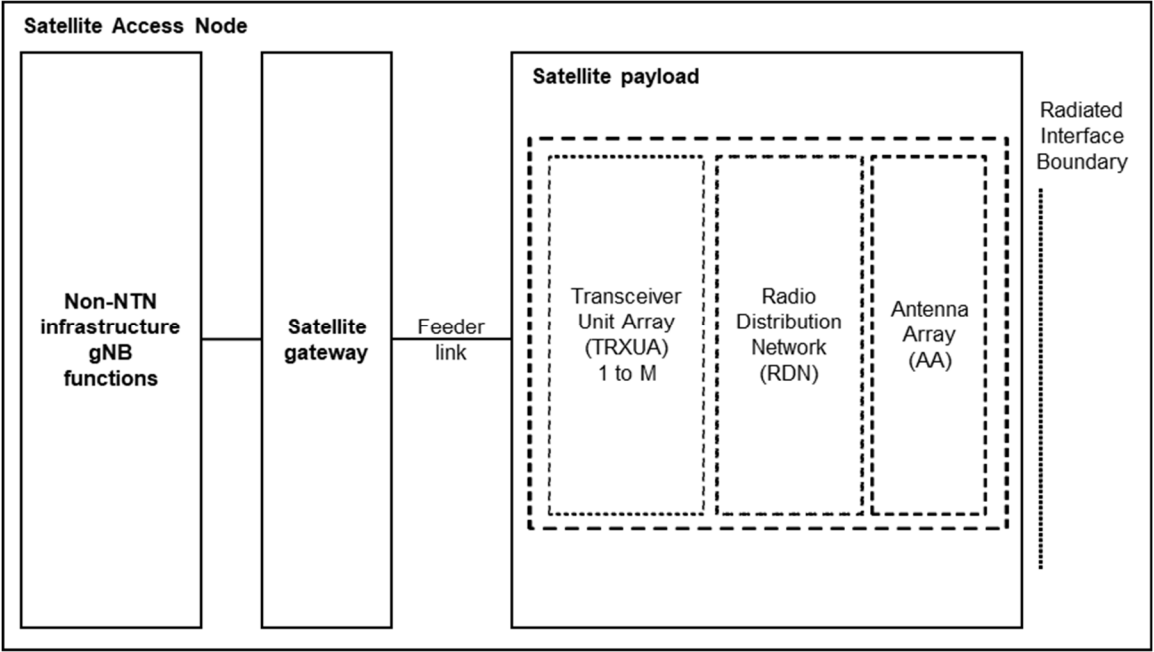 Satellite Access Node
Non-NTN
infrastructure
gNB
functions
Satellite
gateway
Feeder
link
Satellite payload
Transceiver
Unit Array
(TRXUA)
1 to M
Radio
Distribution
Network
(RDN)
Antenna
Array
(AA)
Radiated
Interface
Boundary